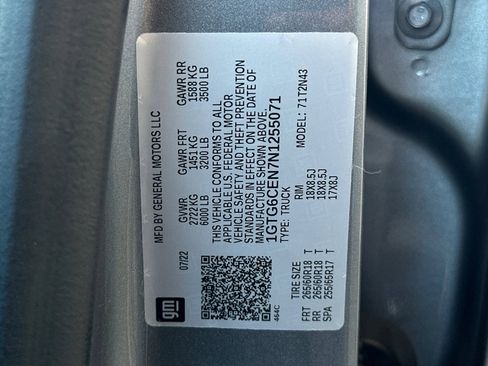 MFD BY GENERAL MOTORS LLC
07/22 GVWR GAWR FRT GAWR RR
2722 KG 1451 KG 1588 KG
6000 LB 3200 LB 3500 LB
THIS VEHICLE CONFORMS TO ALL
APPLICABLE U.S. FEDERAL MOTOR
VEHICLE SAFETY AND THEFT PREVENTION
STANDARDS IN EFFECT ON THE DATE OF
MANUFACTURE SHOWN ABOVE.
1GTG6CEN7N1255071
TYPE: TRUCK MODEL: 71T2N43
gm
464C
TIRE SIZE RIM
FRT 265/60R18 T 18X8.5J
RR 265/60R18 T 18X8.5J
SPA 255/65R17 T 17X8J